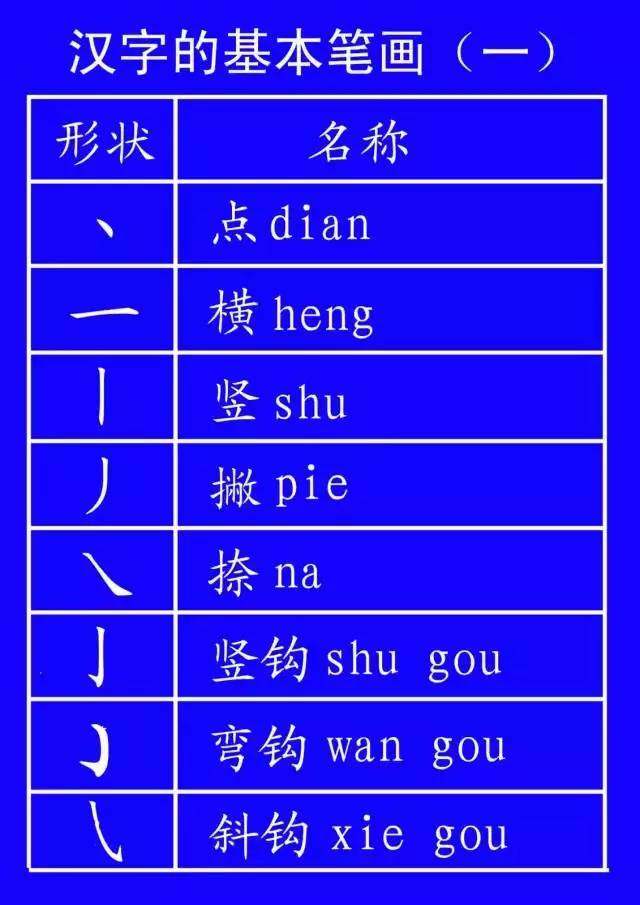 汉字的基本笔画（一）
形状 名称
丶 点dian
一 横heng
丨 竖shu
丿 撇pie
㇏ 捺na
亅 竖钩shu gou
㇁ 弯钩wan gou
㇂ 斜钩xie gou